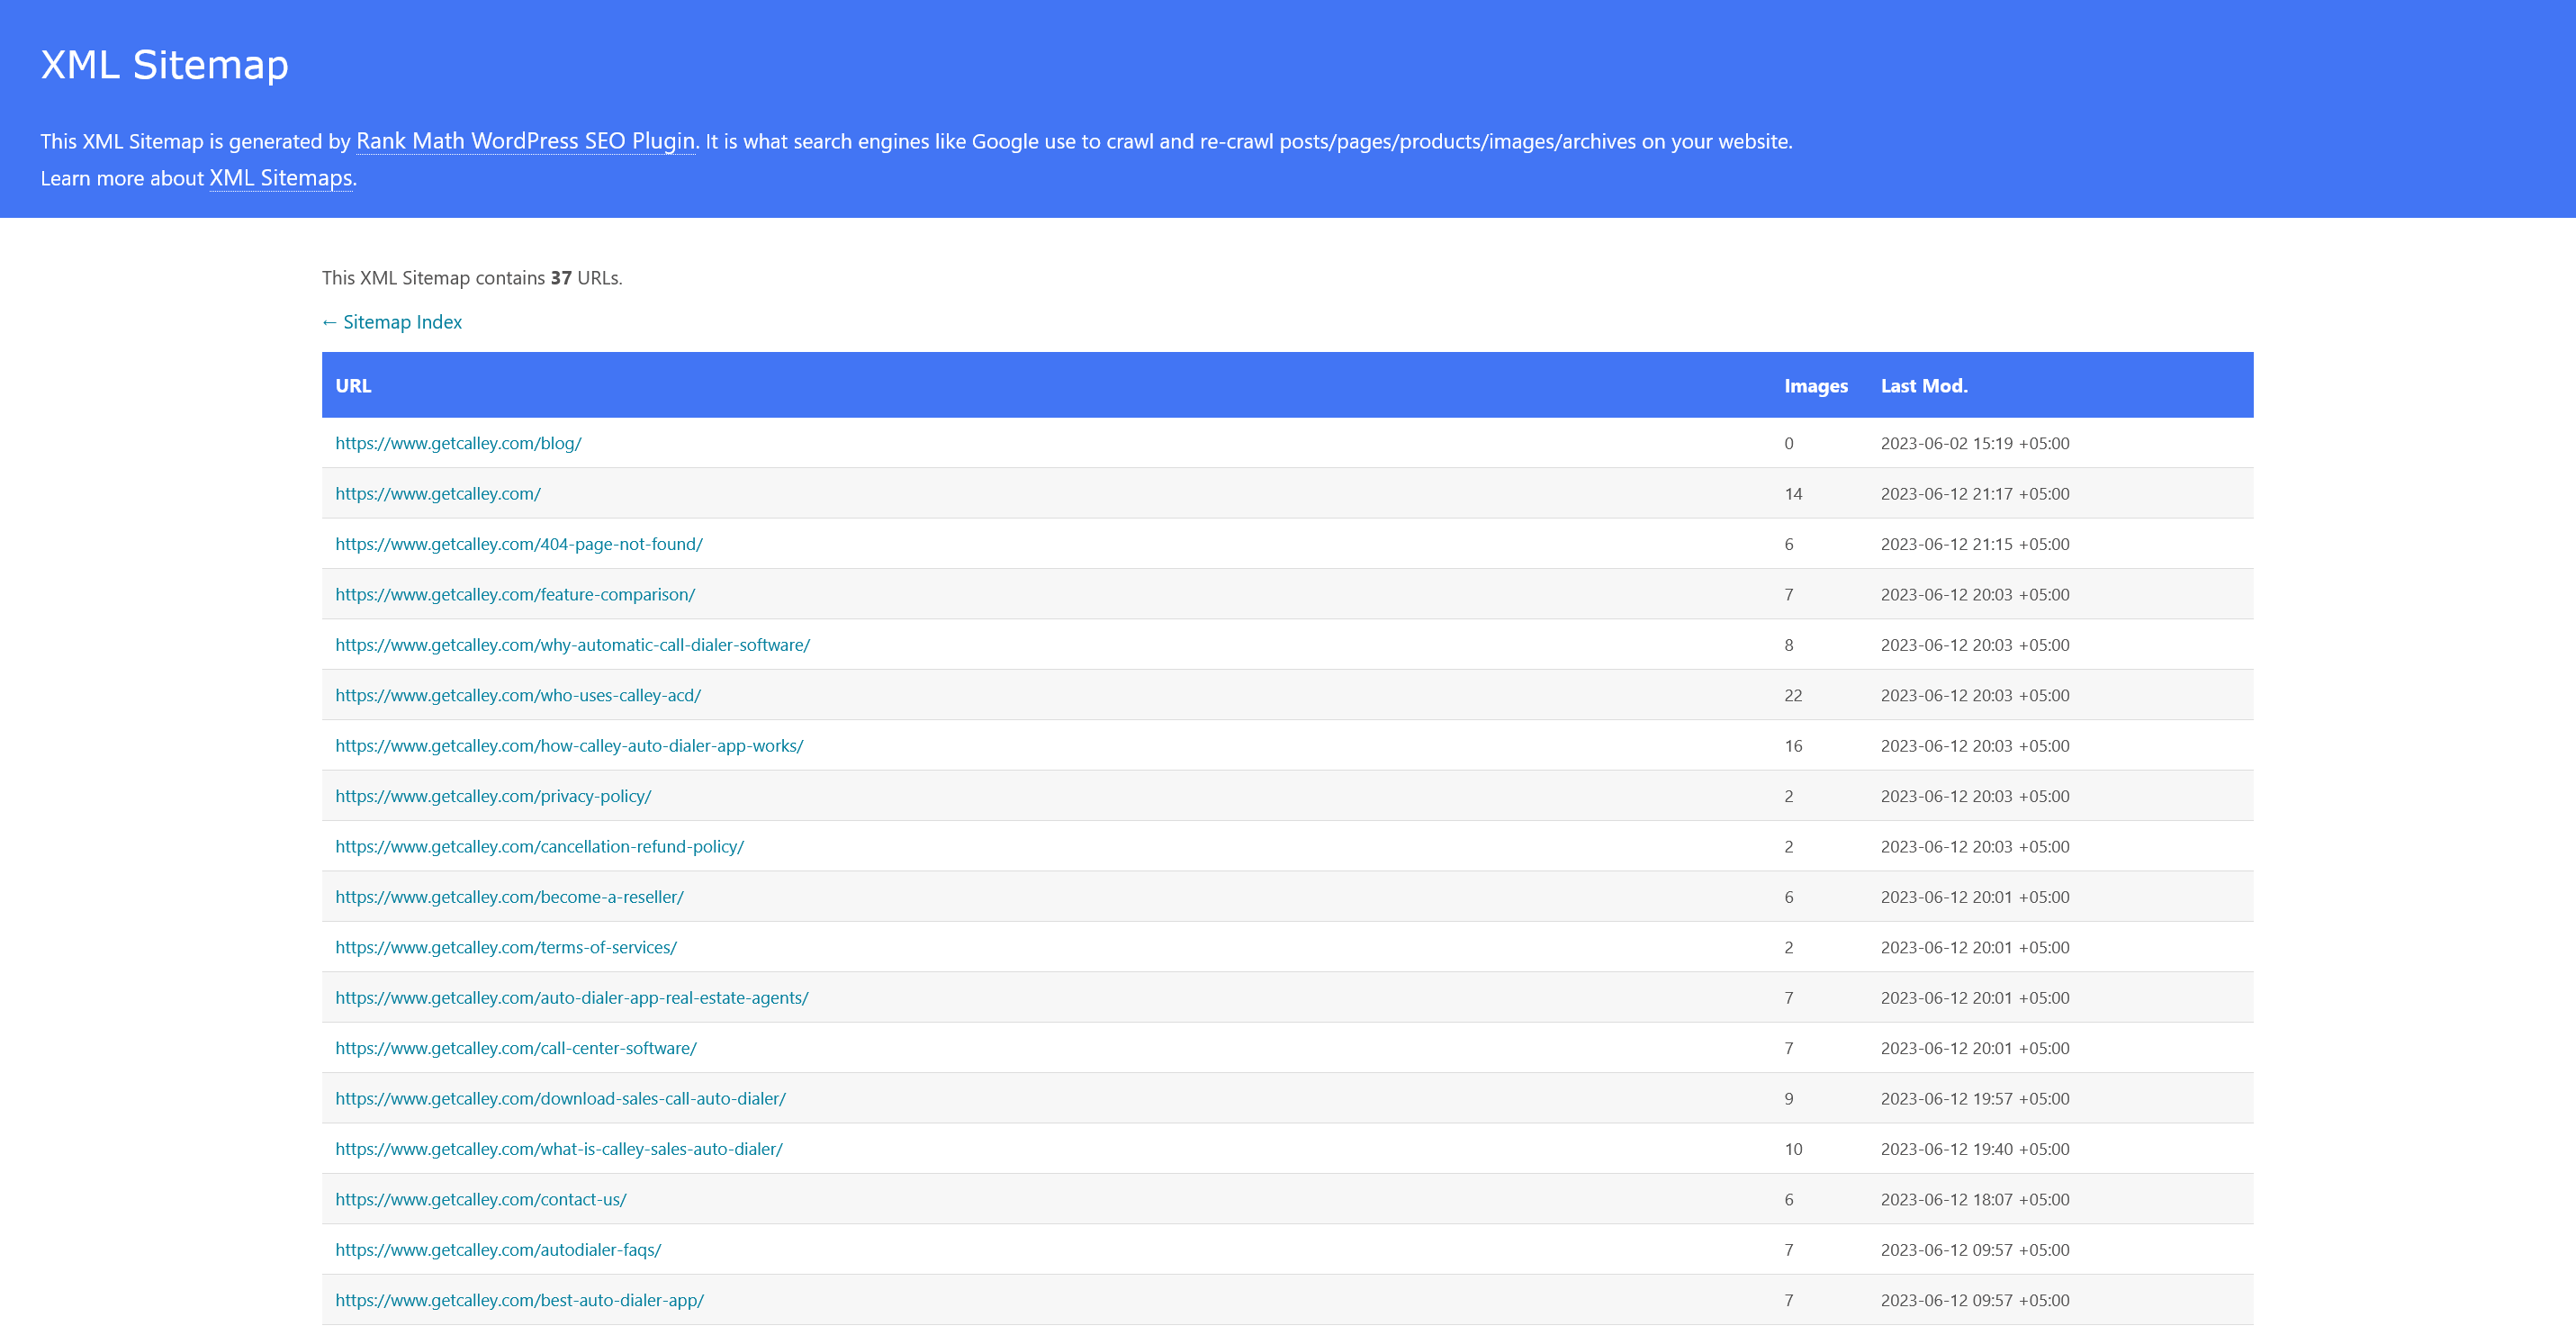 XML Sitemap
This XML Sitemap is generated by Rank Math WordPress SEO Plugin. It is what search engines like Google use to crawl and re-crawl posts/pages/products/images/archives on your website.
Learn more about XML Sitemaps.
This XML Sitemap contains 37 URLs.
← Sitemap Index
URL Images Last Mod.
https://www.getcalley.com/blog/ 0 2023-06-02 15:19 +05:00
https://www.getcalley.com/ 14 2023-06-12 21:17 +05:00
https://www.getcalley.com/404-page-not-found/ 6 2023-06-12 21:15 +05:00
https://www.getcalley.com/feature-comparison/ 7 2023-06-12 20:03 +05:00
https://www.getcalley.com/why-automatic-call-dialer-software/ 8 2023-06-12 20:03 +05:00
https://www.getcalley.com/who-uses-calley-acd/ 22 2023-06-12 20:03 +05:00
https://www.getcalley.com/how-calley-auto-dialer-app-works/ 16 2023-06-12 20:03 +05:00
https://www.getcalley.com/privacy-policy/ 2 2023-06-12 20:03 +05:00
https://www.getcalley.com/cancellation-refund-policy/ 2 2023-06-12 20:03 +05:00
https://www.getcalley.com/become-a-reseller/ 6 2023-06-12 20:01 +05:00
https://www.getcalley.com/terms-of-services/ 2 2023-06-12 20:01 +05:00
https://www.getcalley.com/auto-dialer-app-real-estate-agents/ 7 2023-06-12 20:01 +05:00
https://www.getcalley.com/call-center-software/ 7 2023-06-12 20:01 +05:00
https://www.getcalley.com/download-sales-call-auto-dialer/ 9 2023-06-12 19:57 +05:00
https://www.getcalley.com/what-is-calley-sales-auto-dialer/ 10 2023-06-12 19:40 +05:00
https://www.getcalley.com/contact-us/ 6 2023-06-12 18:07 +05:00
https://www.getcalley.com/autodialer-faqs/ 7 2023-06-12 09:57 +05:00
https://www.getcalley.com/best-auto-dialer-app/ 7 2023-06-12 09:57 +05:00